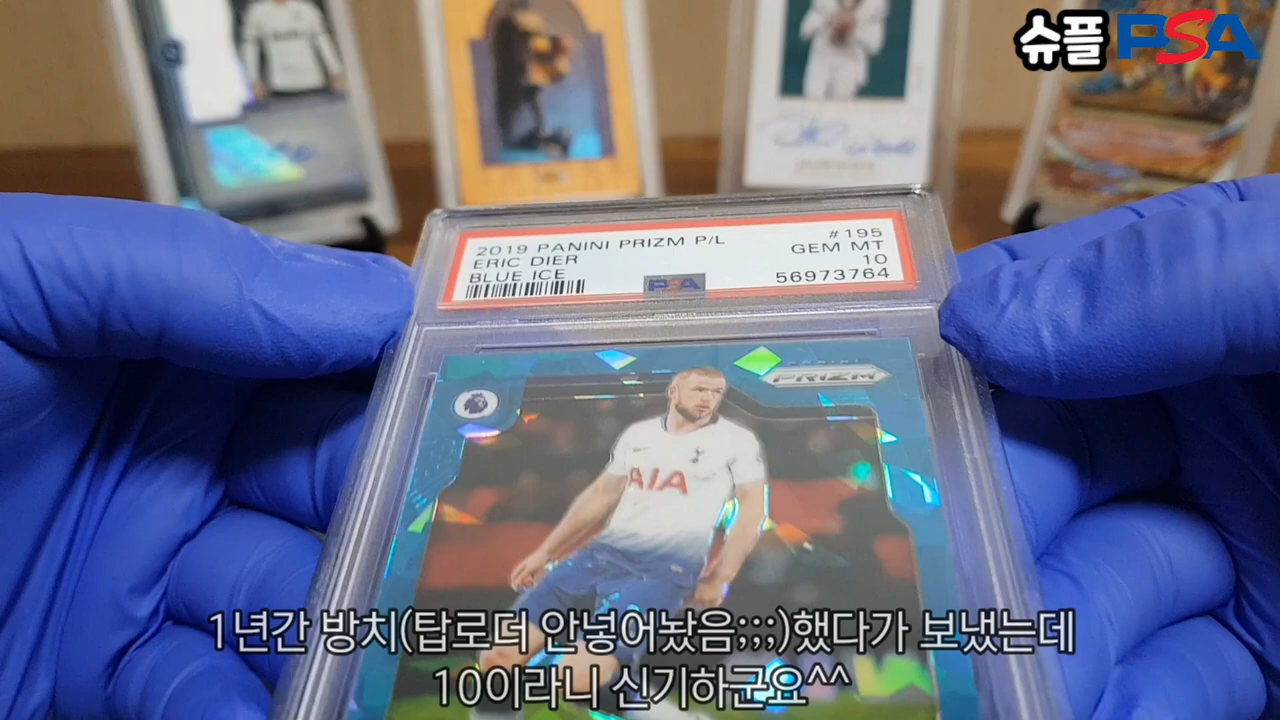 슈플 PSA
2019 PANINI PRIZM P/L #195
ERIC DIER GEM MT
BLUE ICE 10
PSA 56973764
PANINI
PRIZM
AIA
1년간 방치(탑로더 안넣어놨음;;;)했다가 보냈는데
10이라니 신기하군요^^